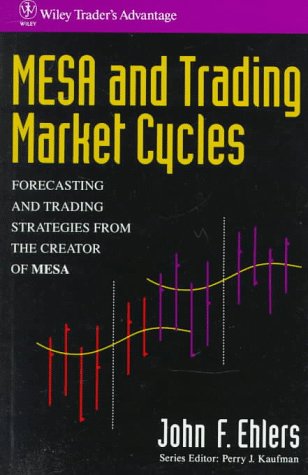 WILEY
Wiley Trader's Advantage
MESA and Trading
Market Cycles
FORECASTING
AND TRADING
STRATEGIES FROM
THE CREATOR
OF MESA
John F. Ehlers
Series Editor: Perry J. Kaufman